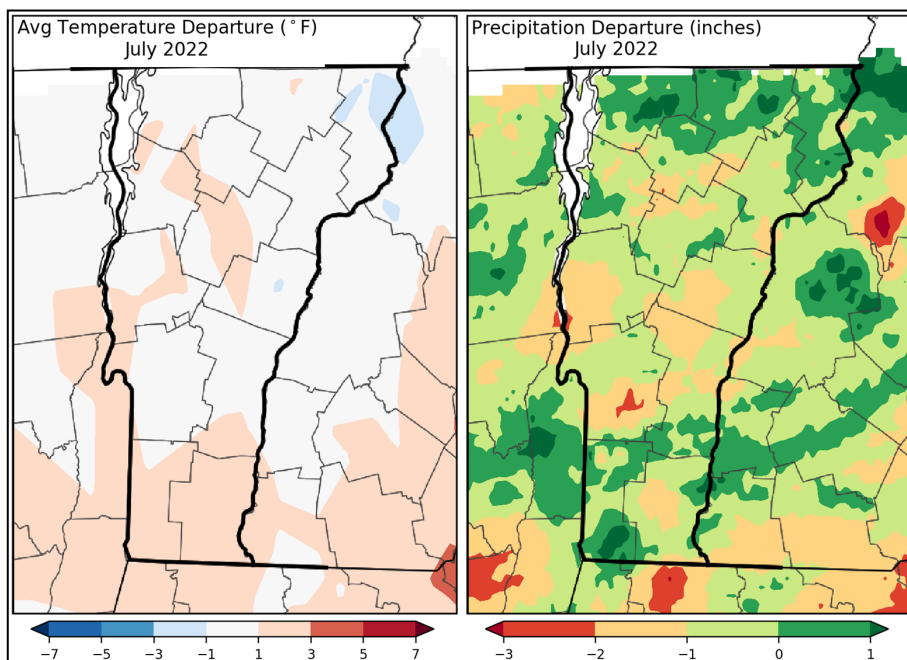 Avg Temperature Departure (°F)
July 2022
Precipitation Departure (inches)
July 2022
−7 −5 −3 −1 1 3 5 7
−3 −2 −1 0 1